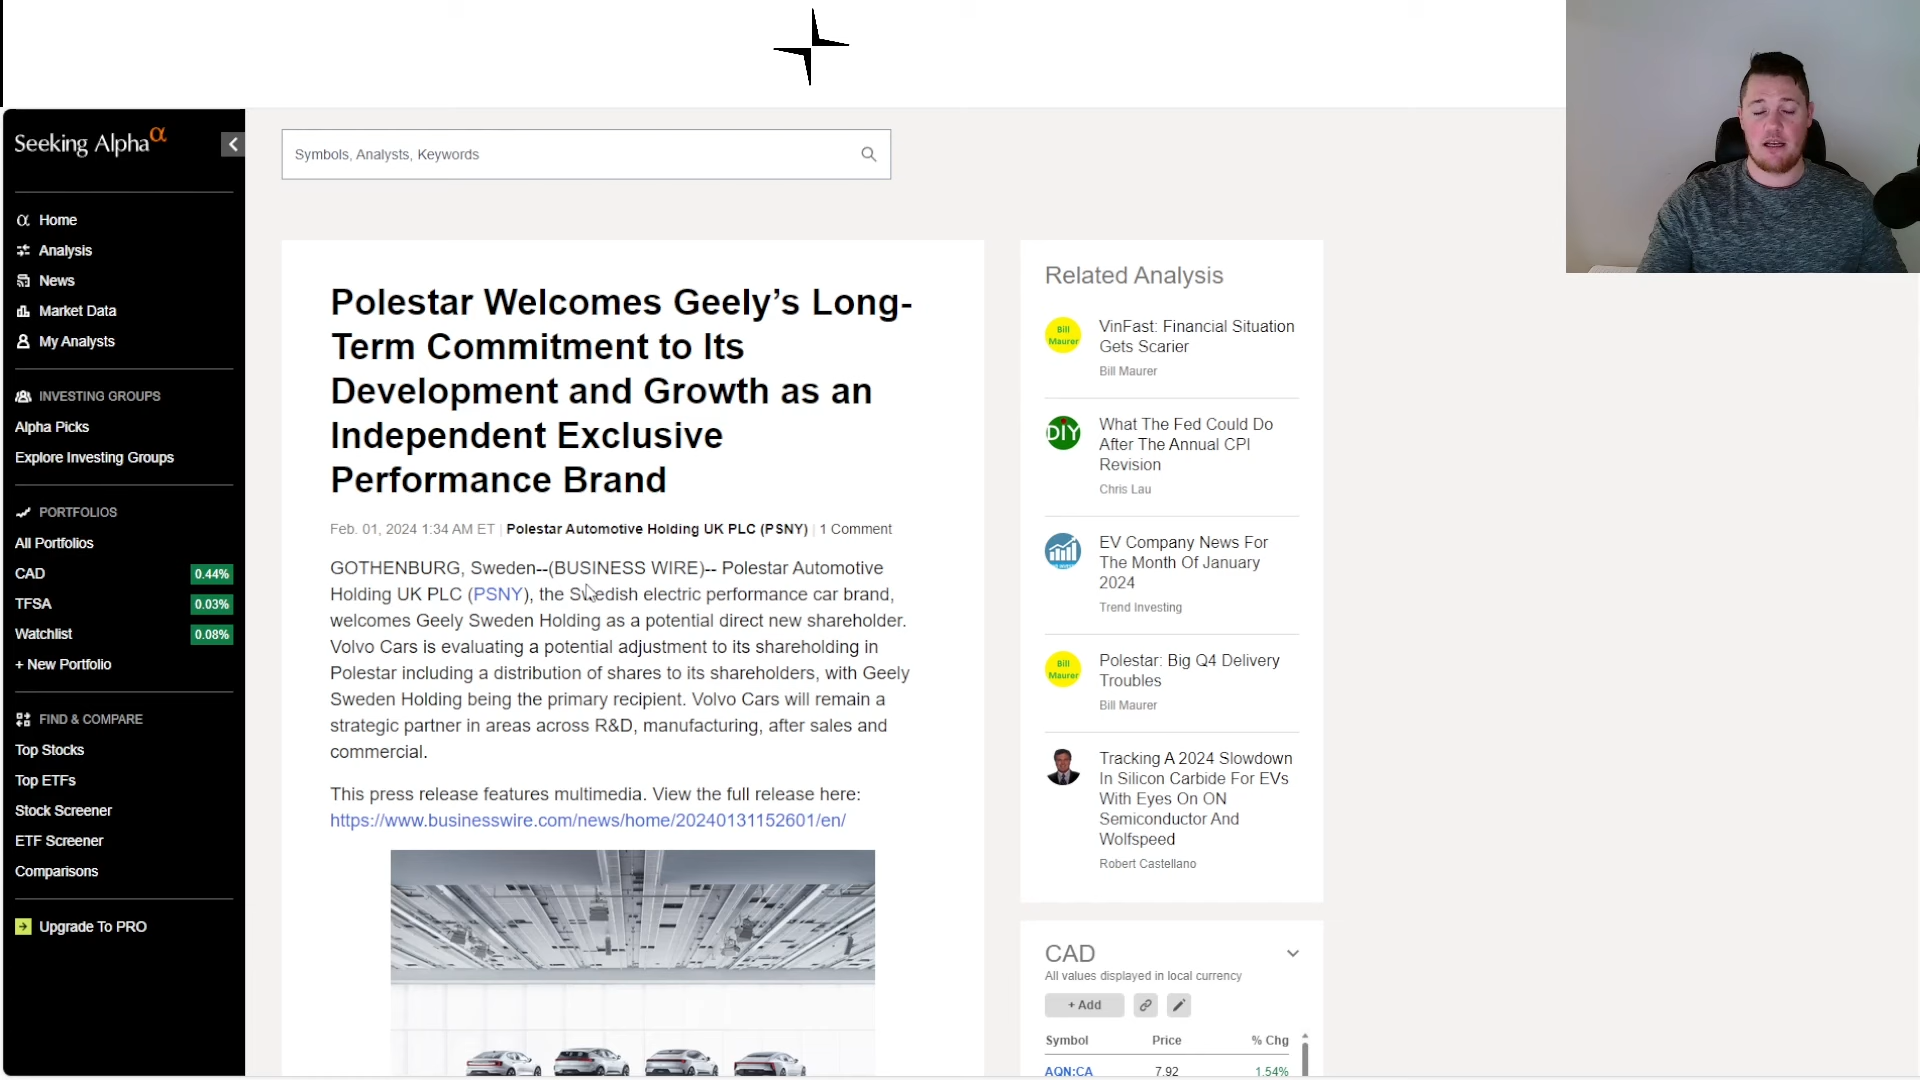 Seeking Alpha α
Home
Analysis
News
Market Data
My Analysts
INVESTING GROUPS
Alpha Picks
Explore Investing Groups
PORTFOLIOS
All Portfolios
CAD 0.44%
TFSA 0.03%
Watchlist 0.08%
+ New Portfolio
FIND & COMPARE
Top Stocks
Top ETFs
Stock Screener
ETF Screener
Comparisons
Upgrade To PRO
Symbols, Analysts, Keywords
Polestar Welcomes Geely’s Long-
Term Commitment to Its
Development and Growth as an
Independent Exclusive
Performance Brand
Feb. 01, 2024 1:34 AM ET | Polestar Automotive Holding UK PLC (PSNY) | 1 Comment
GOTHENBURG, Sweden--(BUSINESS WIRE)-- Polestar Automotive
Holding UK PLC (PSNY), the Swedish electric performance car brand,
welcomes Geely Sweden Holding as a potential direct new shareholder.
Volvo Cars is evaluating a potential adjustment to its shareholding in
Polestar including a distribution of shares to its shareholders, with Geely
Sweden Holding being the primary recipient. Volvo Cars will remain a
strategic partner in areas across R&D, manufacturing, after sales and
commercial.
This press release features multimedia. View the full release here:
https://www.businesswire.com/news/home/20240131152601/en/
Related Analysis
Bill
Maurer
VinFast: Financial Situation
Gets Scarier
Bill Maurer
DIY
What The Fed Could Do
After The Annual CPI
Revision
Chris Lau
EV Company News For
The Month Of January
2024
Trend Investing
Bill
Maurer
Polestar: Big Q4 Delivery
Troubles
Bill Maurer
Tracking A 2024 Slowdown
In Silicon Carbide For EVs
With Eyes On ON
Semiconductor And
Wolfspeed
Robert Castellano
CAD
All values displayed in local currency
+ Add
Symbol Price % Chg
AQN:CA 7.92 1.54%